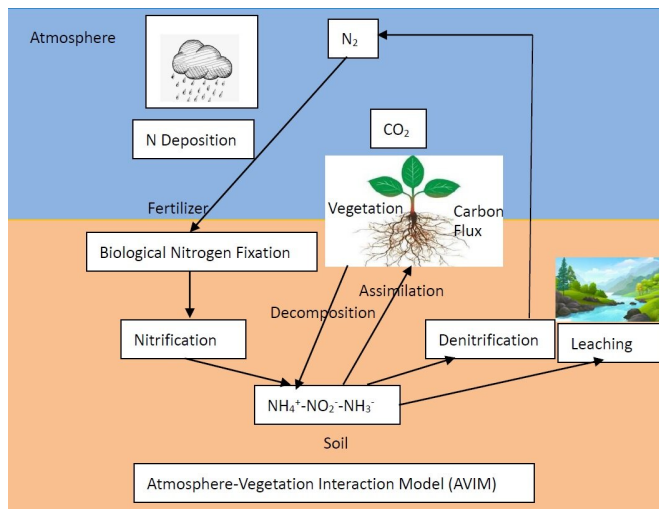 Atmosphere
N₂
N Deposition
CO₂
Fertilizer
Vegetation
Carbon
Flux
Biological Nitrogen Fixation
Assimilation
Decomposition
Nitrification
Denitrification
Leaching
NH₄⁺-NO₂⁻-NH₃⁻
Soil
Atmosphere-Vegetation Interaction Model (AVIM)